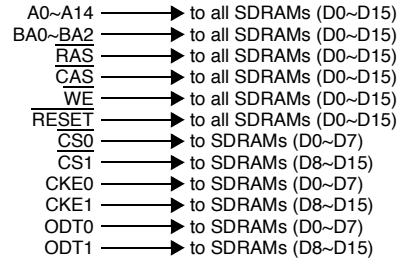 A0~A14 to all SDRAMs (D0~D15)
BA0~BA2 to all SDRAMs (D0~D15)
RAS to all SDRAMs (D0~D15)
CAS to all SDRAMs (D0~D15)
WE to all SDRAMs (D0~D15)
RESET to all SDRAMs (D0~D15)
CS0 to SDRAMs (D0~D7)
CS1 to SDRAMs (D8~D15)
CKE0 to SDRAMs (D0~D7)
CKE1 to SDRAMs (D8~D15)
ODT0 to SDRAMs (D0~D7)
ODT1 to SDRAMs (D8~D15)